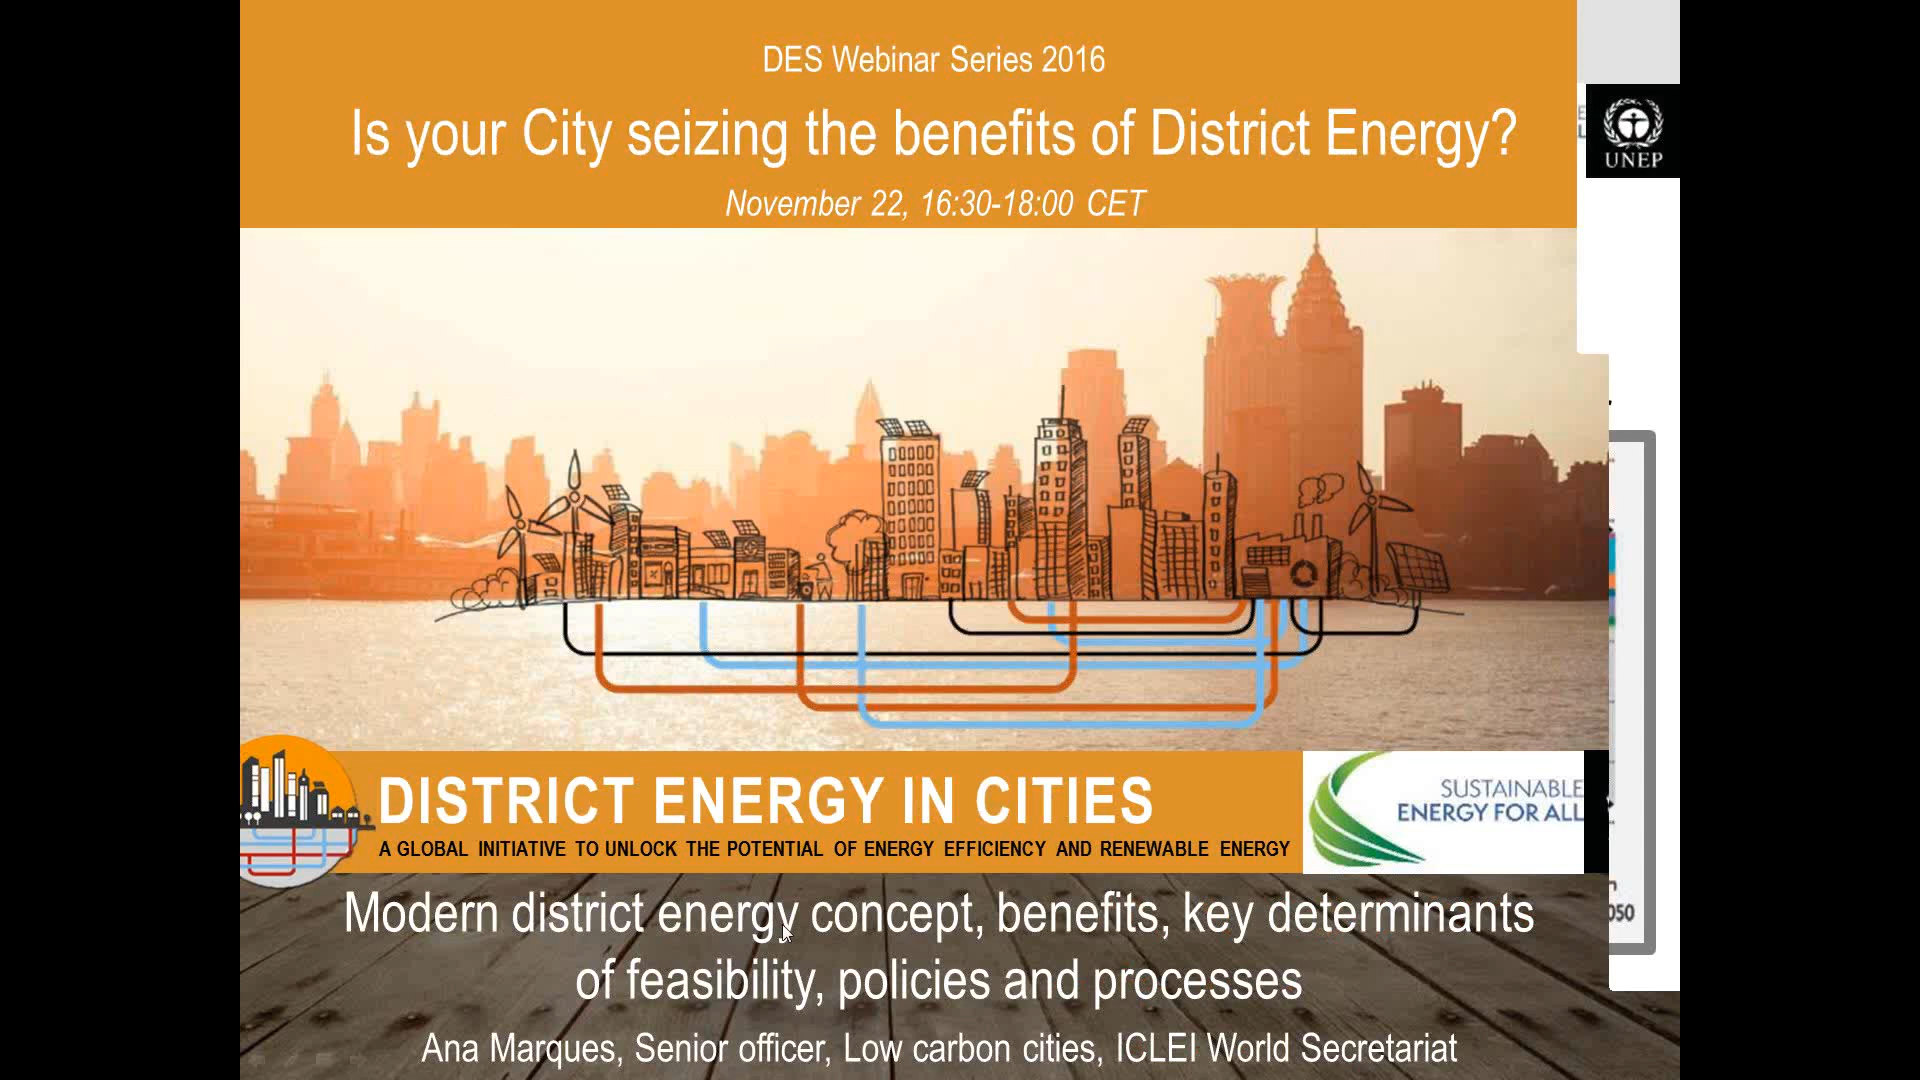 DES Webinar Series 2016
Is your City seizing the benefits of District Energy?
November 22, 16:30-18:00 CET
UNEP
DISTRICT ENERGY IN CITIES
A GLOBAL INITIATIVE TO UNLOCK THE POTENTIAL OF ENERGY EFFICIENCY AND RENEWABLE ENERGY
SUSTAINABLE
ENERGY FOR ALL
050
Modern district energy concept, benefits, key determinants
of feasibility, policies and processes
Ana Marques, Senior officer, Low carbon cities, ICLEI World Secretariat